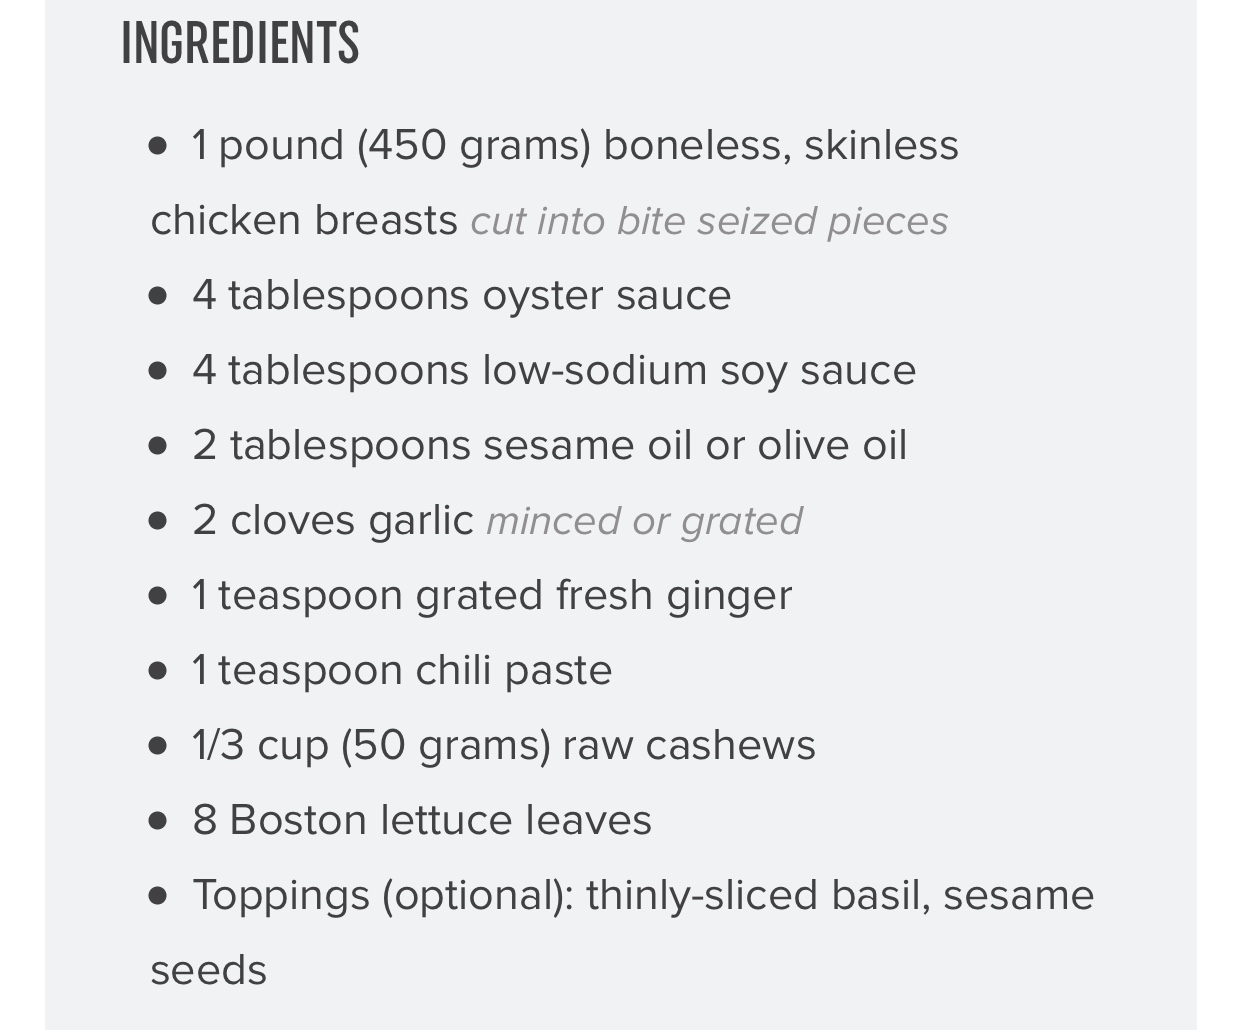 INGREDIENTS
• 1 pound (450 grams) boneless, skinless
chicken breasts cut into bite seized pieces
• 4 tablespoons oyster sauce
• 4 tablespoons low-sodium soy sauce
• 2 tablespoons sesame oil or olive oil
• 2 cloves garlic minced or grated
• 1 teaspoon grated fresh ginger
• 1 teaspoon chili paste
• 1/3 cup (50 grams) raw cashews
• 8 Boston lettuce leaves
• Toppings (optional): thinly-sliced basil, sesame
seeds